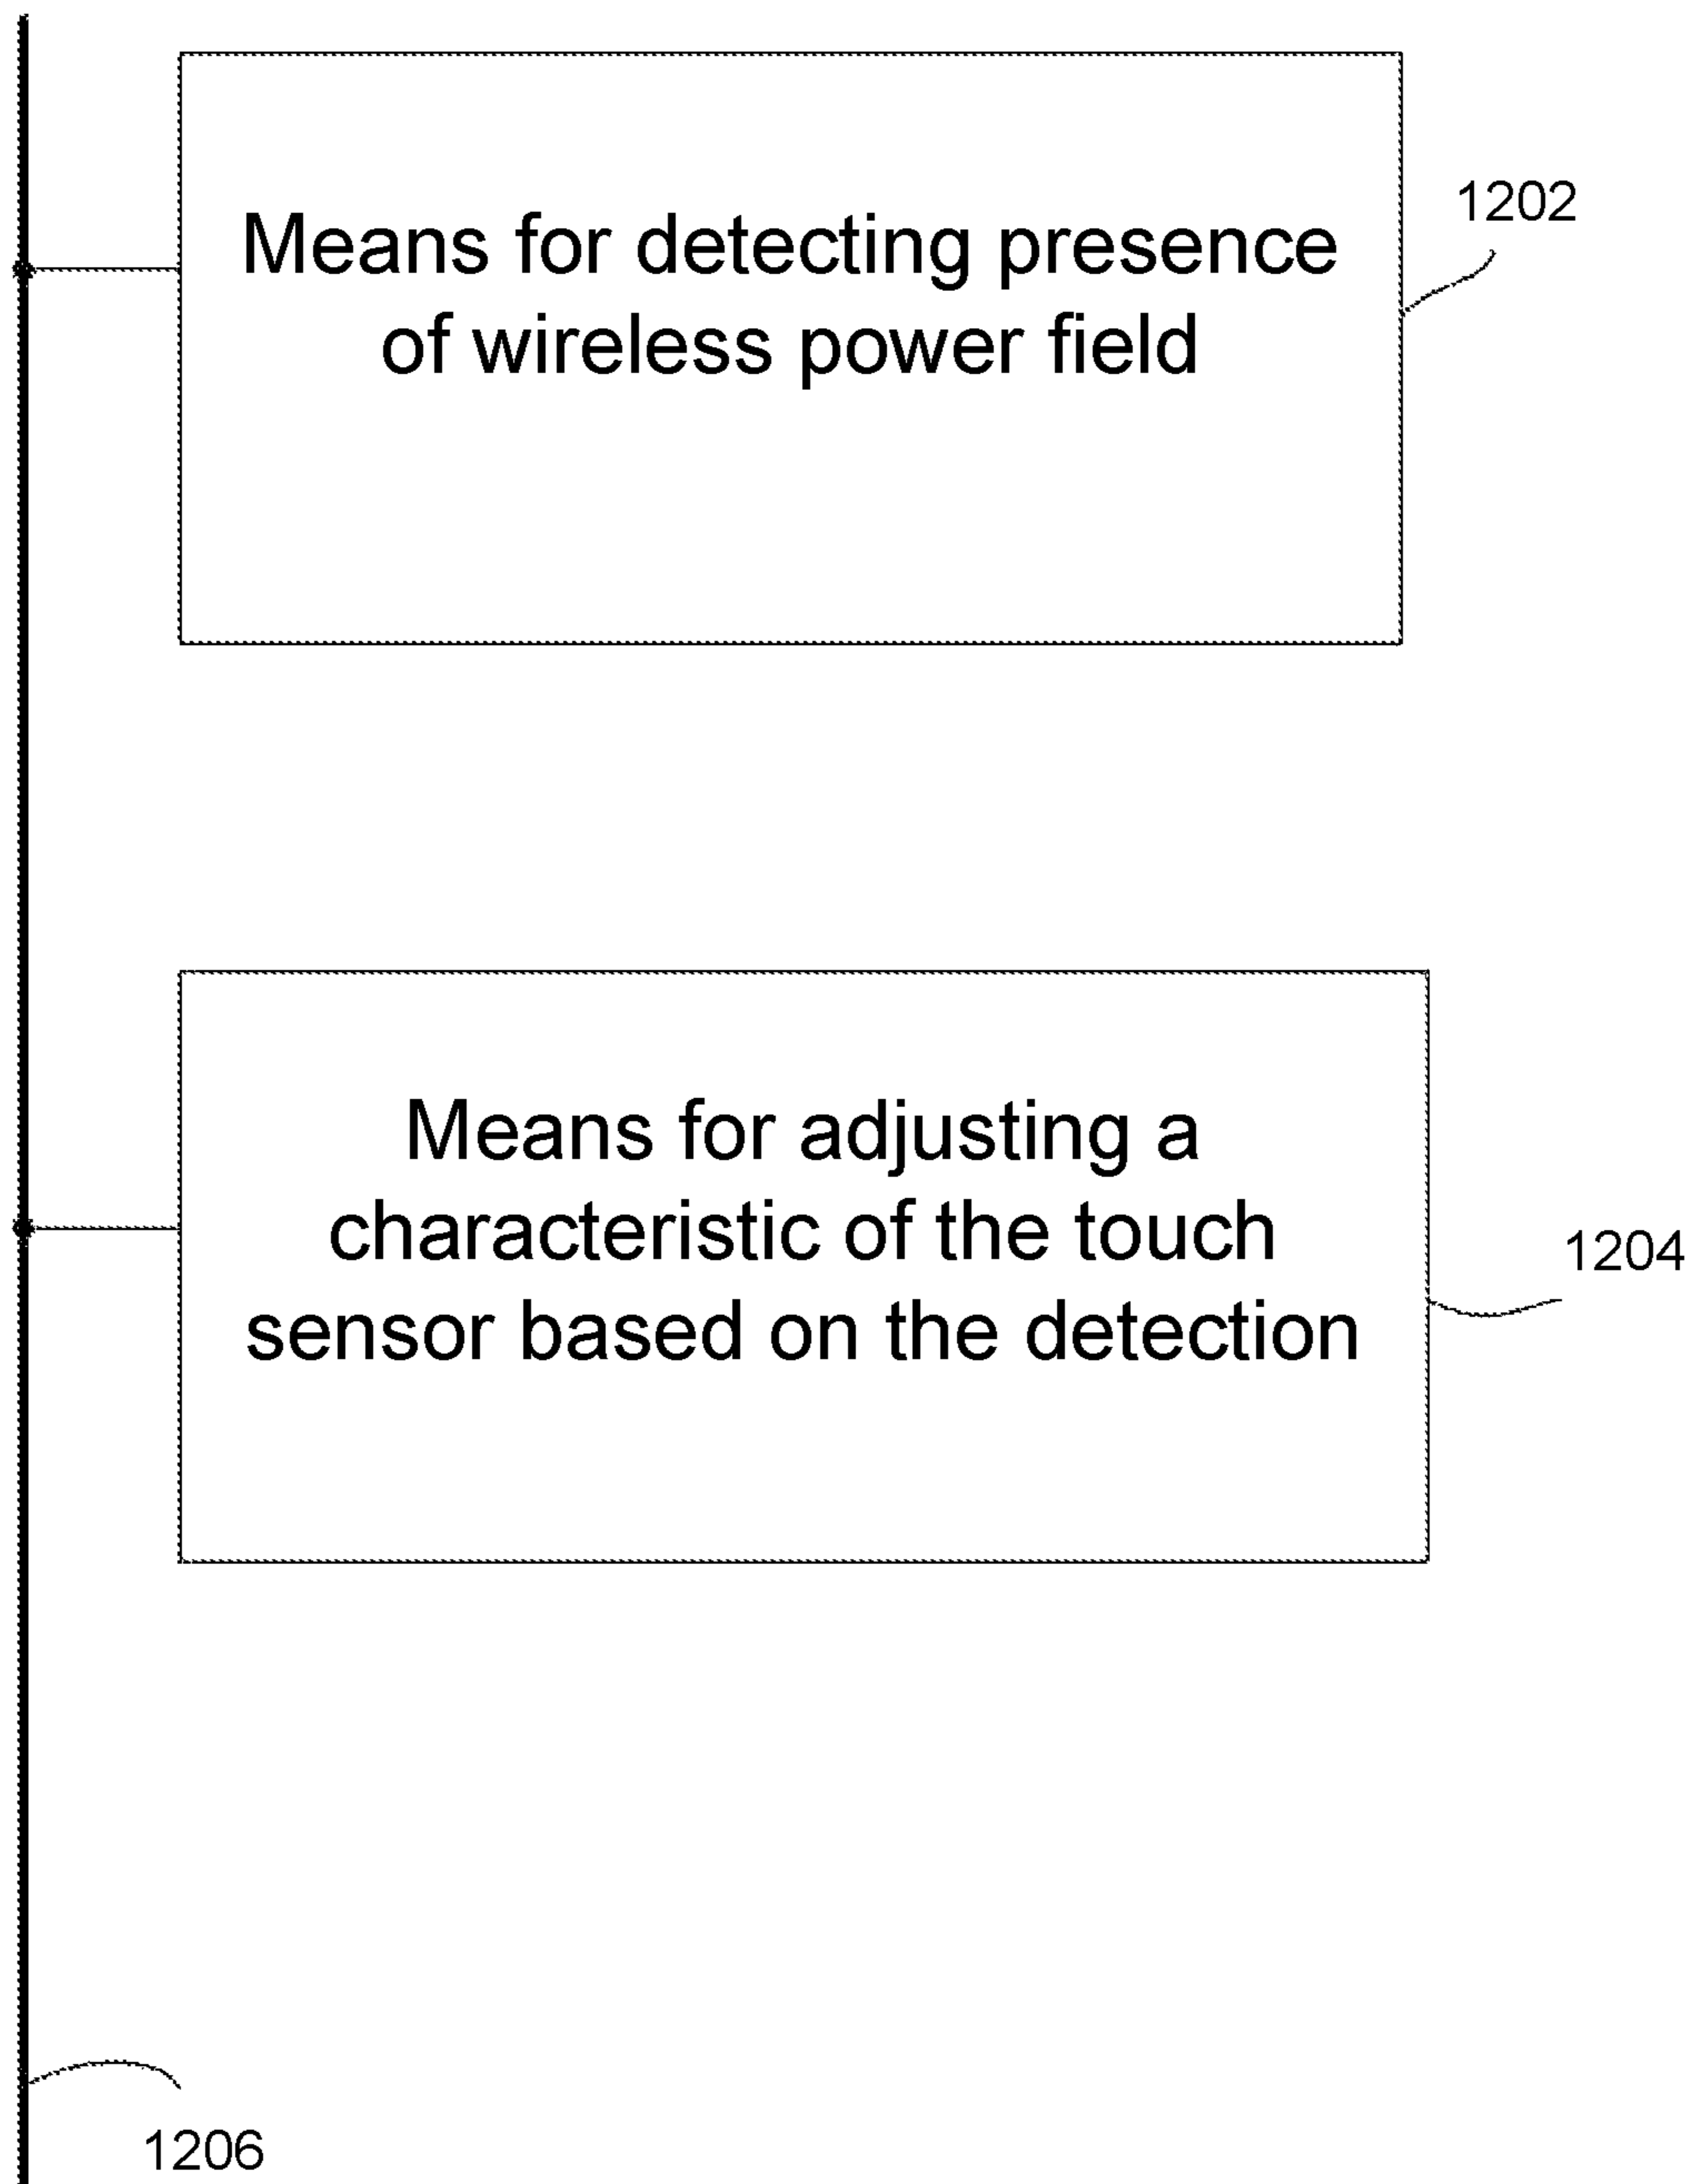 Means for detecting presence
of wireless power field
1202
Means for adjusting a
characteristic of the touch
sensor based on the detection
1204
1206